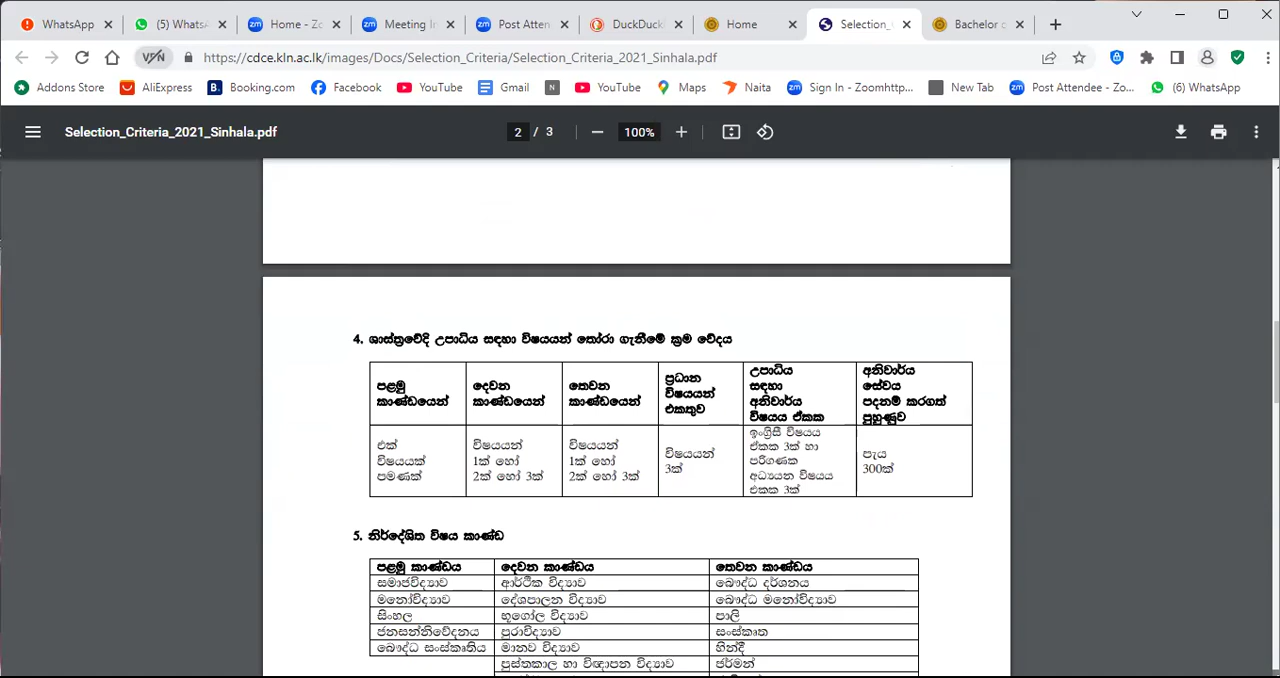 WhatsApp
(5) WhatsA
Home - Zo
Meeting In
Post Atten
DuckDuck
Home
Selection_
Bachelor o
https://cdce.kln.ac.lk/images/Docs/Selection_Criteria/Selection_Criteria_2021_Sinhala.pdf
Addons Store
AliExpress
Booking.com
Facebook
YouTube
Gmail
YouTube
Maps
Naita
Sign In - Zoomhttp...
New Tab
Post Attendee - Zo...
(6) WhatsApp
Selection_Criteria_2021_Sinhala.pdf
2 / 3
100%
4. ශාස්ත්‍රවේදී උපාධිය සඳහා විෂයයන් තෝරා ගැනීමේ ක්‍රම වේදය
පළමු කාණ්ඩයෙන්
දෙවන කාණ්ඩයෙන්
තෙවන කාණ්ඩයෙන්
ප්‍රධාන විෂයයන් එකතුව
උපාධිය සඳහා අනිවාර්ය විෂයය ඒකක
අනිවාර්ය සේවය පදනම් කරගත් පුහුණුව
එක් විෂයයක් පමණක්
විෂයයන් 1ක් හෝ 2ක් හෝ 3ක්
විෂයයන් 1ක් හෝ 2ක් හෝ 3ක්
විෂයයන් 3ක්
ඉංග්‍රීසි විෂයය ඒකක 3ක් හා පරිගණක අධ්‍යයන විෂයය එකක 3ක්
පැය 300ක්
5. නිර්දේශිත විෂය කාණ්ඩ
පළමු කාණ්ඩය
දෙවන කාණ්ඩය
තෙවන කාණ්ඩය
සමාජවිද්‍යාව
ආර්ථික විද්‍යාව
බෞද්ධ දර්ශනය
මනෝවිද්‍යාව
දේශපාලන විද්‍යාව
බෞද්ධ මනෝවිද්‍යාව
සිංහල
භූගෝල විද්‍යාව
පාලි
ජනසන්නිවේදනය
පුරාවිද්‍යාව
සංස්කෘත
බෞද්ධ සංස්කෘතිය
මානව විද්‍යාව
හින්දී
පුස්තකාල හා විඥාපන විද්‍යාව
ජර්මන්